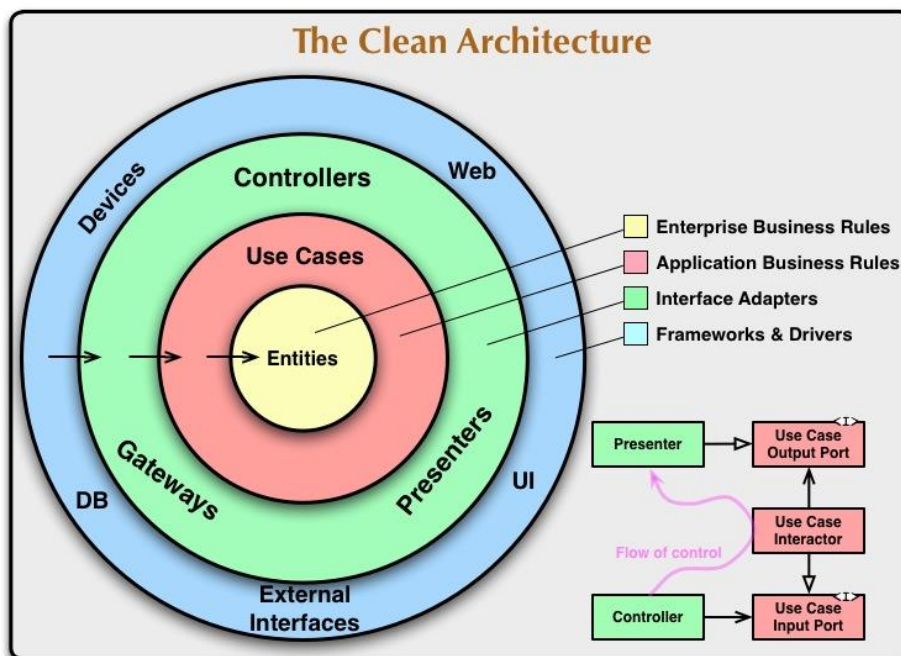 The Clean Architecture
Devices
Web
Controllers
Use Cases
Entities
Gateways
Presenters
DB
UI
External
Interfaces
Enterprise Business Rules
Application Business Rules
Interface Adapters
Frameworks & Drivers
Presenter
<I>
Use Case
Output Port
Flow of control
Use Case
Interactor
Controller
<I>
Use Case
Input Port